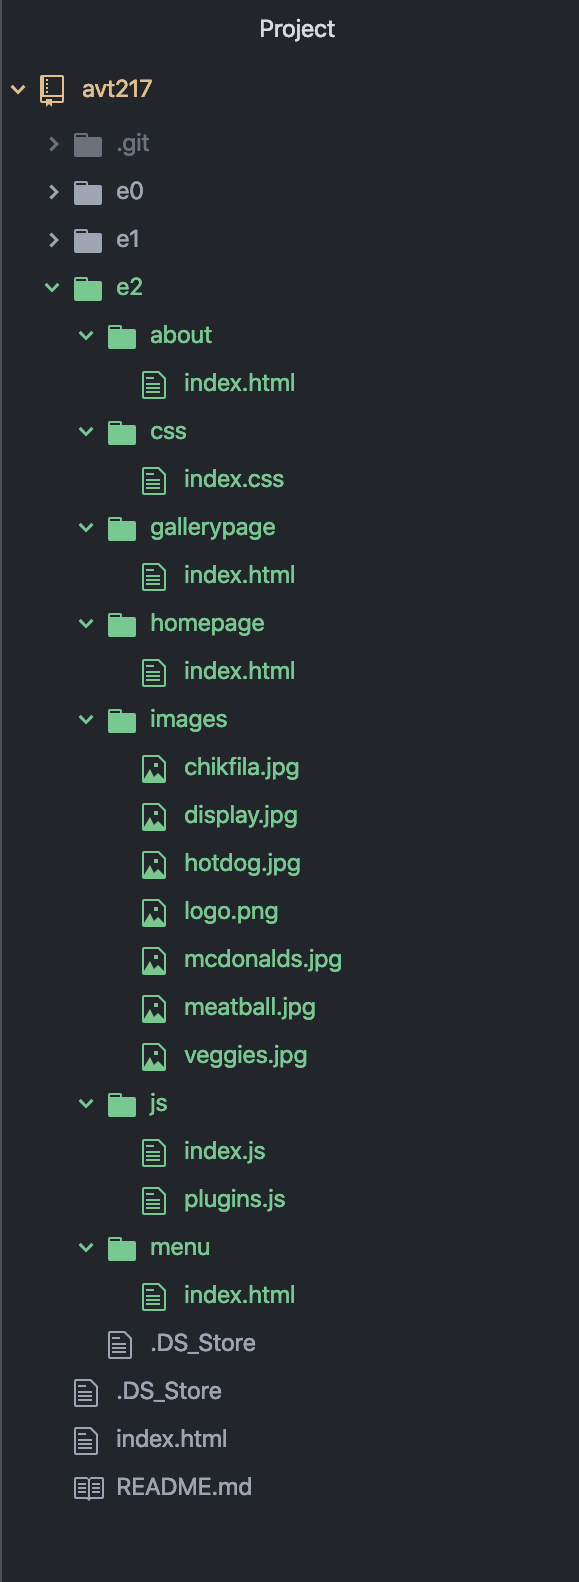 Project
avt217
.git
e0
e1
e2
about
index.html
css
index.css
gallerypage
index.html
homepage
index.html
images
chikfila.jpg
display.jpg
hotdog.jpg
logo.png
mcdonalds.jpg
meatball.jpg
veggies.jpg
js
index.js
plugins.js
menu
index.html
.DS_Store
.DS_Store
index.html
README.md